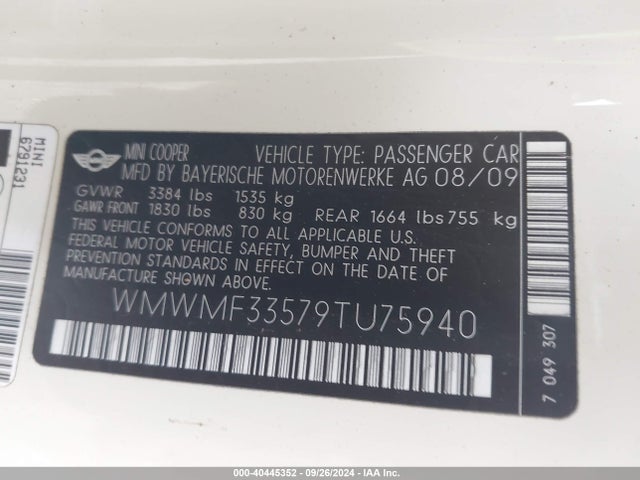 MINI COOPER VEHICLE TYPE: PASSENGER CAR
MFD BY BAYERISCHE MOTORENWERKE AG 08/09
GVWR 3384 lbs 1535 kg
GAWR FRONT 1830 lbs 830 kg REAR 1664 lbs 755 kg
THIS VEHICLE CONFORMS TO ALL APPLICABLE U.S.
FEDERAL MOTOR VEHICLE SAFETY, BUMPER AND THEFT
PREVENTION STANDARDS IN EFFECT ON THE DATE OF
MANUFACTURE SHOWN ABOVE.
WMWMF33579TU75940
7 049 307
MINI
6291231
000-40445352 - 09/26/2024 - IAA Inc.